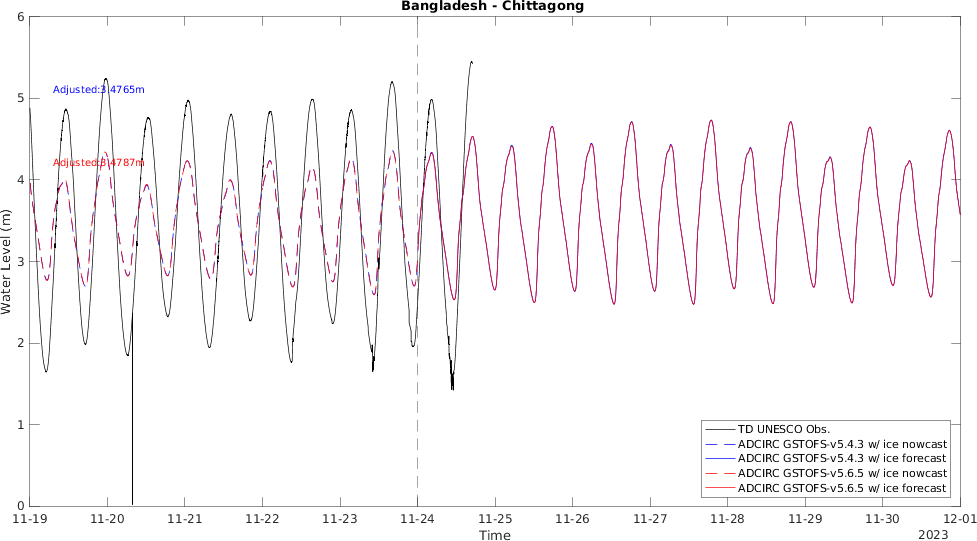 Bangladesh - Chittagong
6
5
4
3
2
1
0
Water Level (m)
Adjusted:3.4765m
Adjusted:3.4787m
TD UNESCO Obs.
ADCIRC GSTOFS-v5.4.3 w/ ice nowcast
ADCIRC GSTOFS-v5.4.3 w/ ice forecast
ADCIRC GSTOFS-v5.6.5 w/ ice nowcast
ADCIRC GSTOFS-v5.6.5 w/ ice forecast
11-19 11-20 11-21 11-22 11-23 11-24 11-25 11-26 11-27 11-28 11-29 11-30 12-01
Time
2023